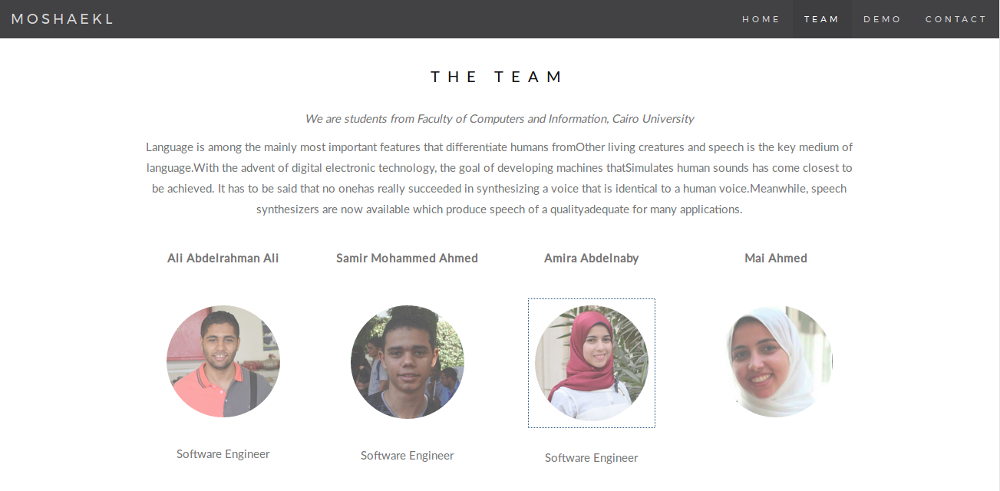 MOSHAEKL
HOME TEAM DEMO CONTACT
THE TEAM
We are students from Faculty of Computers and Information, Cairo University
Language is among the mainly most important features that differentiate humans fromOther living creatures and speech is the key medium of
language.With the advent of digital electronic technology, the goal of developing machines thatSimulates human sounds has come closest to
be achieved. It has to be said that no onehas really succeeded in synthesizing a voice that is identical to a human voice.Meanwhile, speech
synthesizers are now available which produce speech of a qualityadequate for many applications.
Ali Abdelrahman Ali
Samir Mohammed Ahmed
Amira Abdelnaby
Mai Ahmed
Software Engineer
Software Engineer
Software Engineer